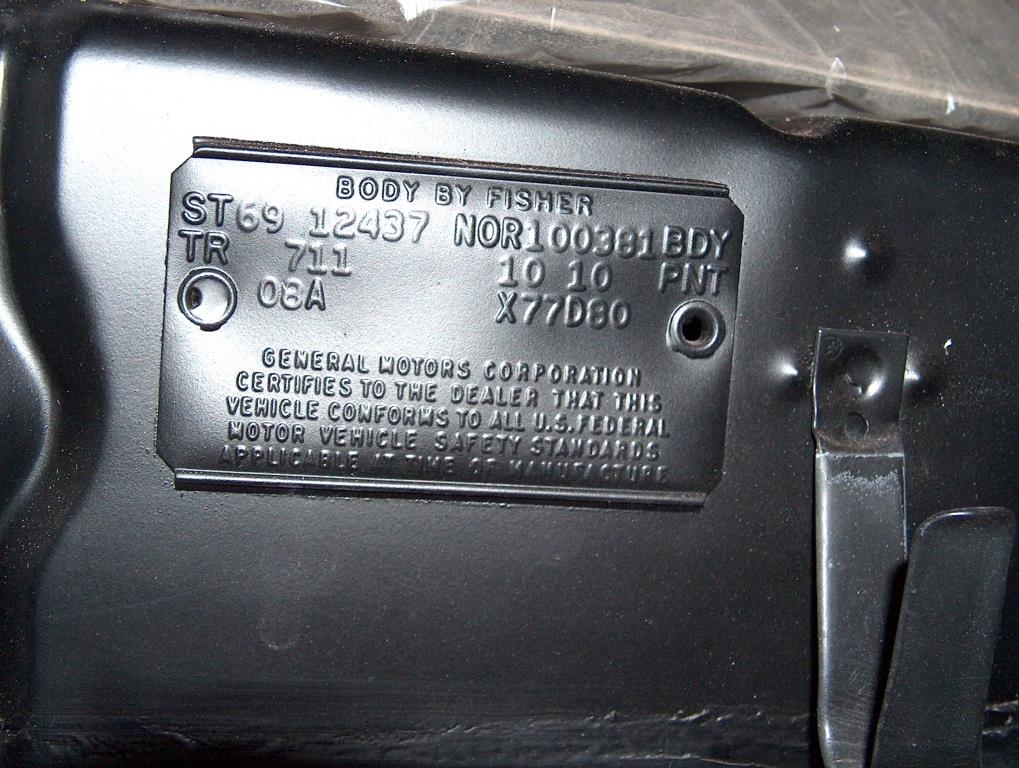 BODY BY FISHER
ST69 12437 NOR100381BDY
TR 711 10 10 PNT
08A X77D80
GENERAL MOTORS CORPORATION
CERTIFIES TO THE DEALER THAT THIS
VEHICLE CONFORMS TO ALL U.S. FEDERAL
MOTOR VEHICLE SAFETY STANDARDS
APPLICABLE AT TIME OF MANUFACTURE